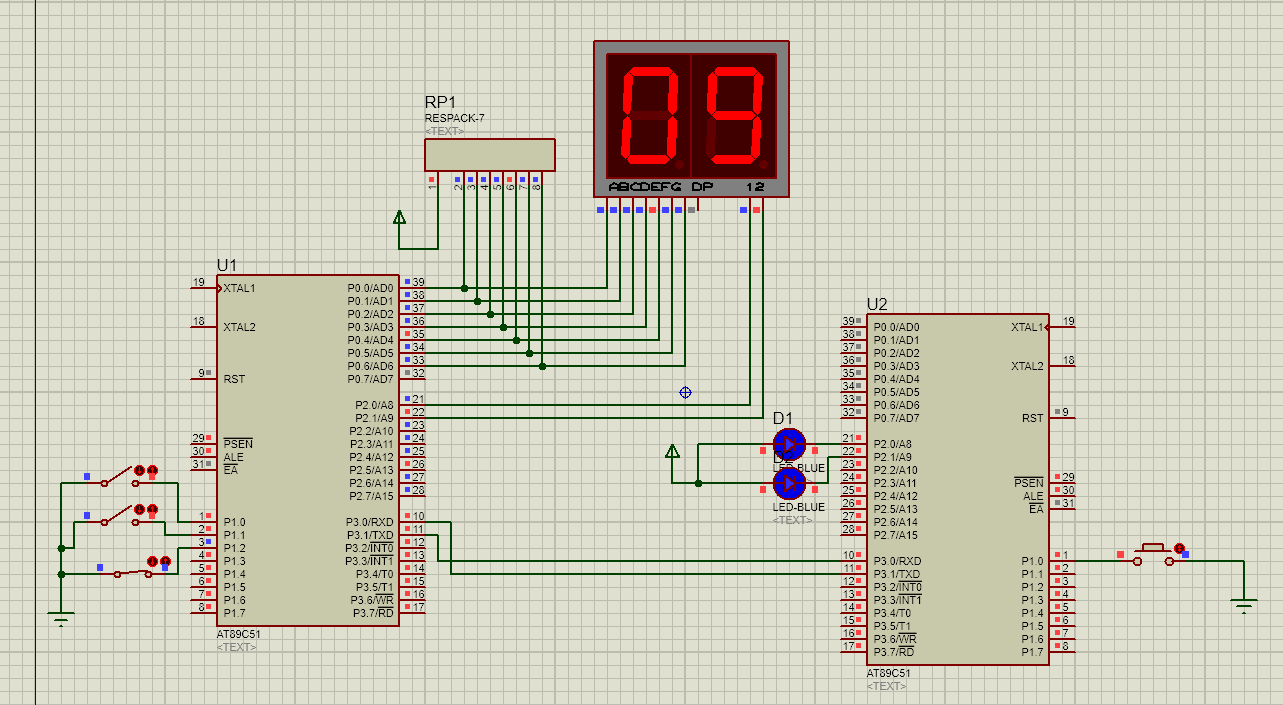 RP1
RESPACK-7
<TEXT>
1
2
3
4
5
6
7
8
09
ABCDEFG DP
12
U1
19
XTAL1
18
XTAL2
9
RST
29
PSEN
30
ALE
31
EA
1
P1.0
2
P1.1
3
P1.2
4
P1.3
5
P1.4
6
P1.5
7
P1.6
8
P1.7
P0.0/AD0
39
P0.1/AD1
38
P0.2/AD2
37
P0.3/AD3
36
P0.4/AD4
35
P0.5/AD5
34
P0.6/AD6
33
P0.7/AD7
32
P2.0/A8
21
P2.1/A9
22
P2.2/A10
23
P2.3/A11
24
P2.4/A12
25
P2.5/A13
26
P2.6/A14
27
P2.7/A15
28
P3.0/RXD
10
P3.1/TXD
11
P3.2/INT0
12
P3.3/INT1
13
P3.4/T0
14
P3.5/T1
15
P3.6/WR
16
P3.7/RD
17
AT89C51
<TEXT>
D1
LED-BLUE
LED-BLUE
<TEXT>
U2
39
P0.0/AD0
38
P0.1/AD1
37
P0.2/AD2
36
P0.3/AD3
35
P0.4/AD4
34
P0.5/AD5
33
P0.6/AD6
32
P0.7/AD7
21
P2.0/A8
22
P2.1/A9
23
P2.2/A10
24
P2.3/A11
25
P2.4/A12
26
P2.5/A13
27
P2.6/A14
28
P2.7/A15
10
P3.0/RXD
11
P3.1/TXD
12
P3.2/INT0
13
P3.3/INT1
14
P3.4/T0
15
P3.5/T1
16
P3.6/WR
17
P3.7/RD
XTAL1
19
XTAL2
18
RST
9
PSEN
29
ALE
30
EA
31
P1.0
1
P1.1
2
P1.2
3
P1.3
4
P1.4
5
P1.5
6
P1.6
7
P1.7
8
AT89C51
<TEXT>